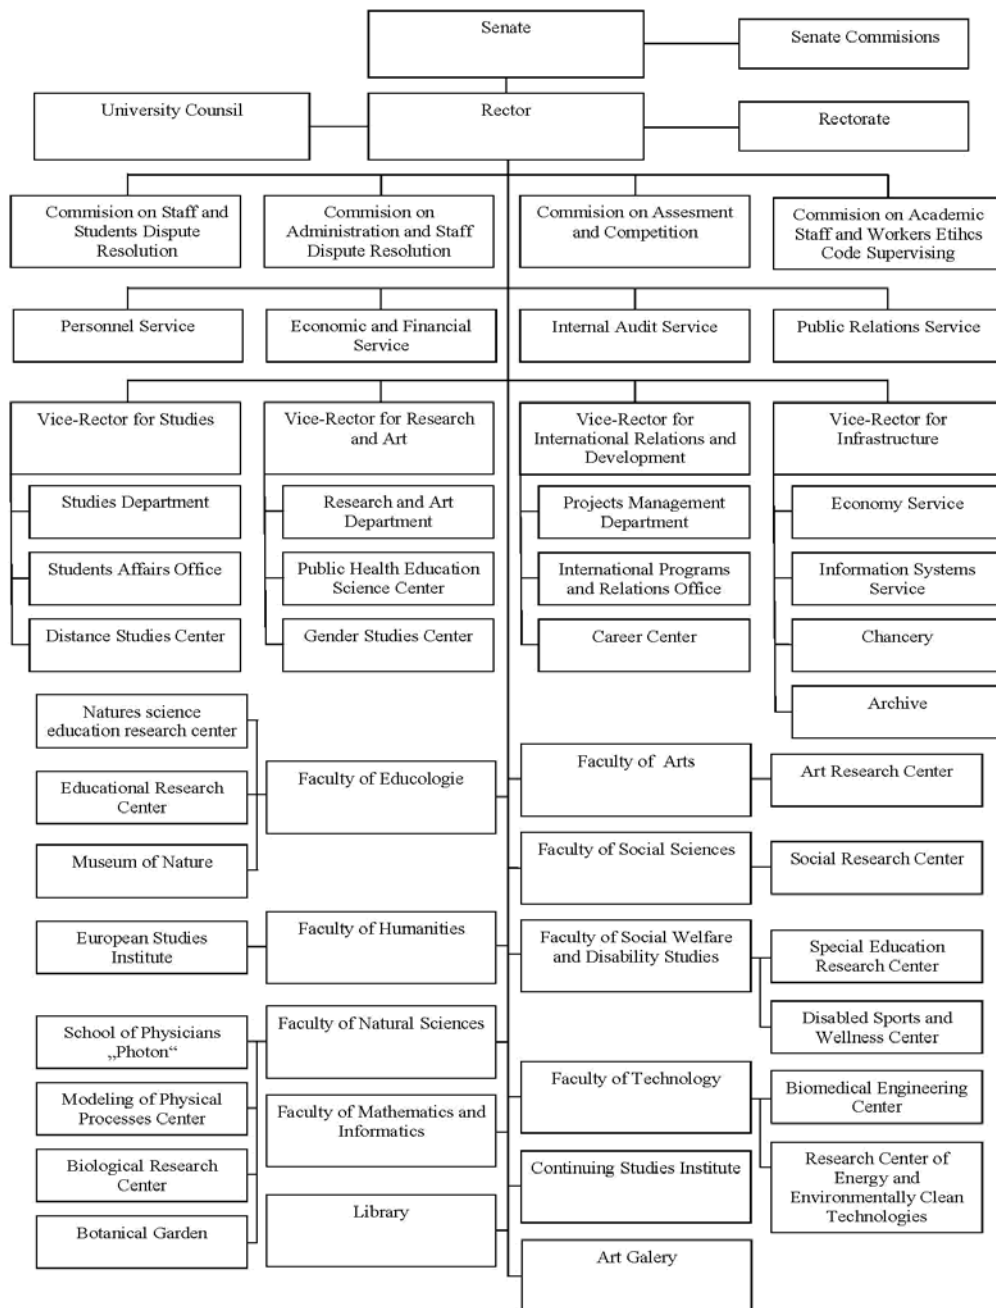 Senate
Senate Commisions
University Counsil
Rector
Rectorate
Commision on Staff and
Students Dispute
Resolution
Commision on
Administration and Staff
Dispute Resolution
Commision on Assesment
and Competition
Commision on Academic
Staff and Workers Etihcs
Code Supervising
Personnel Service
Economic and Financial
Service
Internal Audit Service
Public Relations Service
Vice-Rector for Studies
Vice-Rector for Research
and Art
Vice-Rector for
International Relations and
Development
Vice-Rector for
Infrastructure
Studies Department
Research and Art
Department
Projects Management
Department
Economy Service
Students Affairs Office
Public Health Education
Science Center
International Programs
and Relations Office
Information Systems
Service
Distance Studies Center
Gender Studies Center
Career Center
Chancery
Archive
Natures science
education research center
Educational Research
Center
Museum of Nature
Faculty of Educologie
Faculty of Arts
Art Research Center
Faculty of Social Sciences
Social Research Center
European Studies
Institute
Faculty of Humanities
Faculty of Social Welfare
and Disability Studies
Special Education
Research Center
Disabled Sports and
Wellness Center
School of Physicians
„Photon“
Modeling of Physical
Processes Center
Biological Research
Center
Botanical Garden
Faculty of Natural Sciences
Faculty of Mathematics and
Informatics
Library
Faculty of Technology
Biomedical Engineering
Center
Research Center of
Energy and
Environmentally Clean
Technologies
Continuing Studies Institute
Art Galery